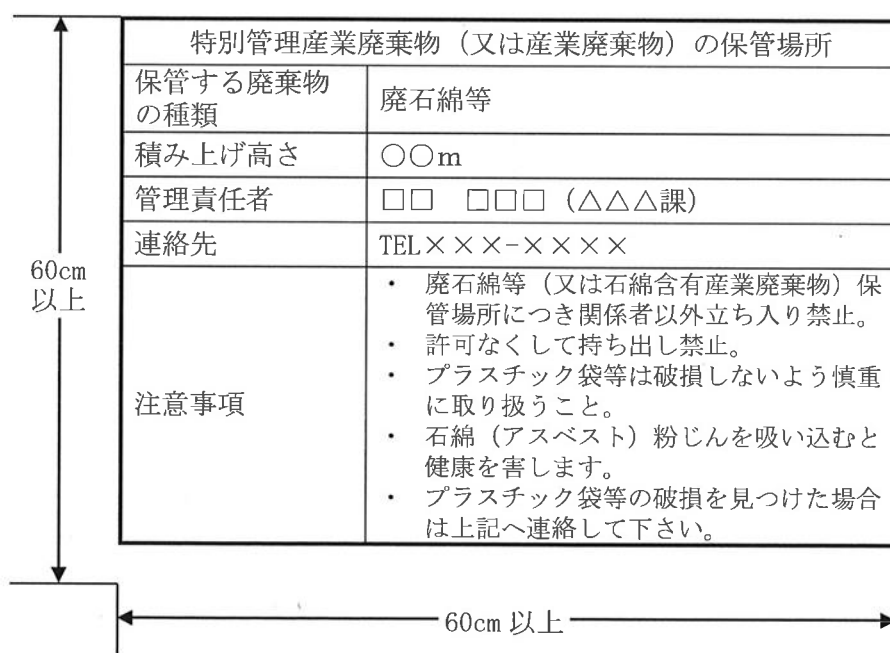 特別管理産業廃棄物（又は産業廃棄物）の保管場所
保管する廃棄物
の種類
廃石綿等
積み上げ高さ
○○m
管理責任者
□□　□□□（△△△課）
連絡先
TEL×××-××××
60cm
以上
注意事項
・ 廃石綿等（又は石綿含有産業廃棄物）保
管場所につき関係者以外立ち入り禁止。
・ 許可なくして持ち出し禁止。
・ プラスチック袋等は破損しないよう慎重
に取り扱うこと。
・ 石綿（アスベスト）粉じんを吸い込むと
健康を害します。
・ プラスチック袋等の破損を見つけた場合
は上記へ連絡して下さい。
60cm 以上